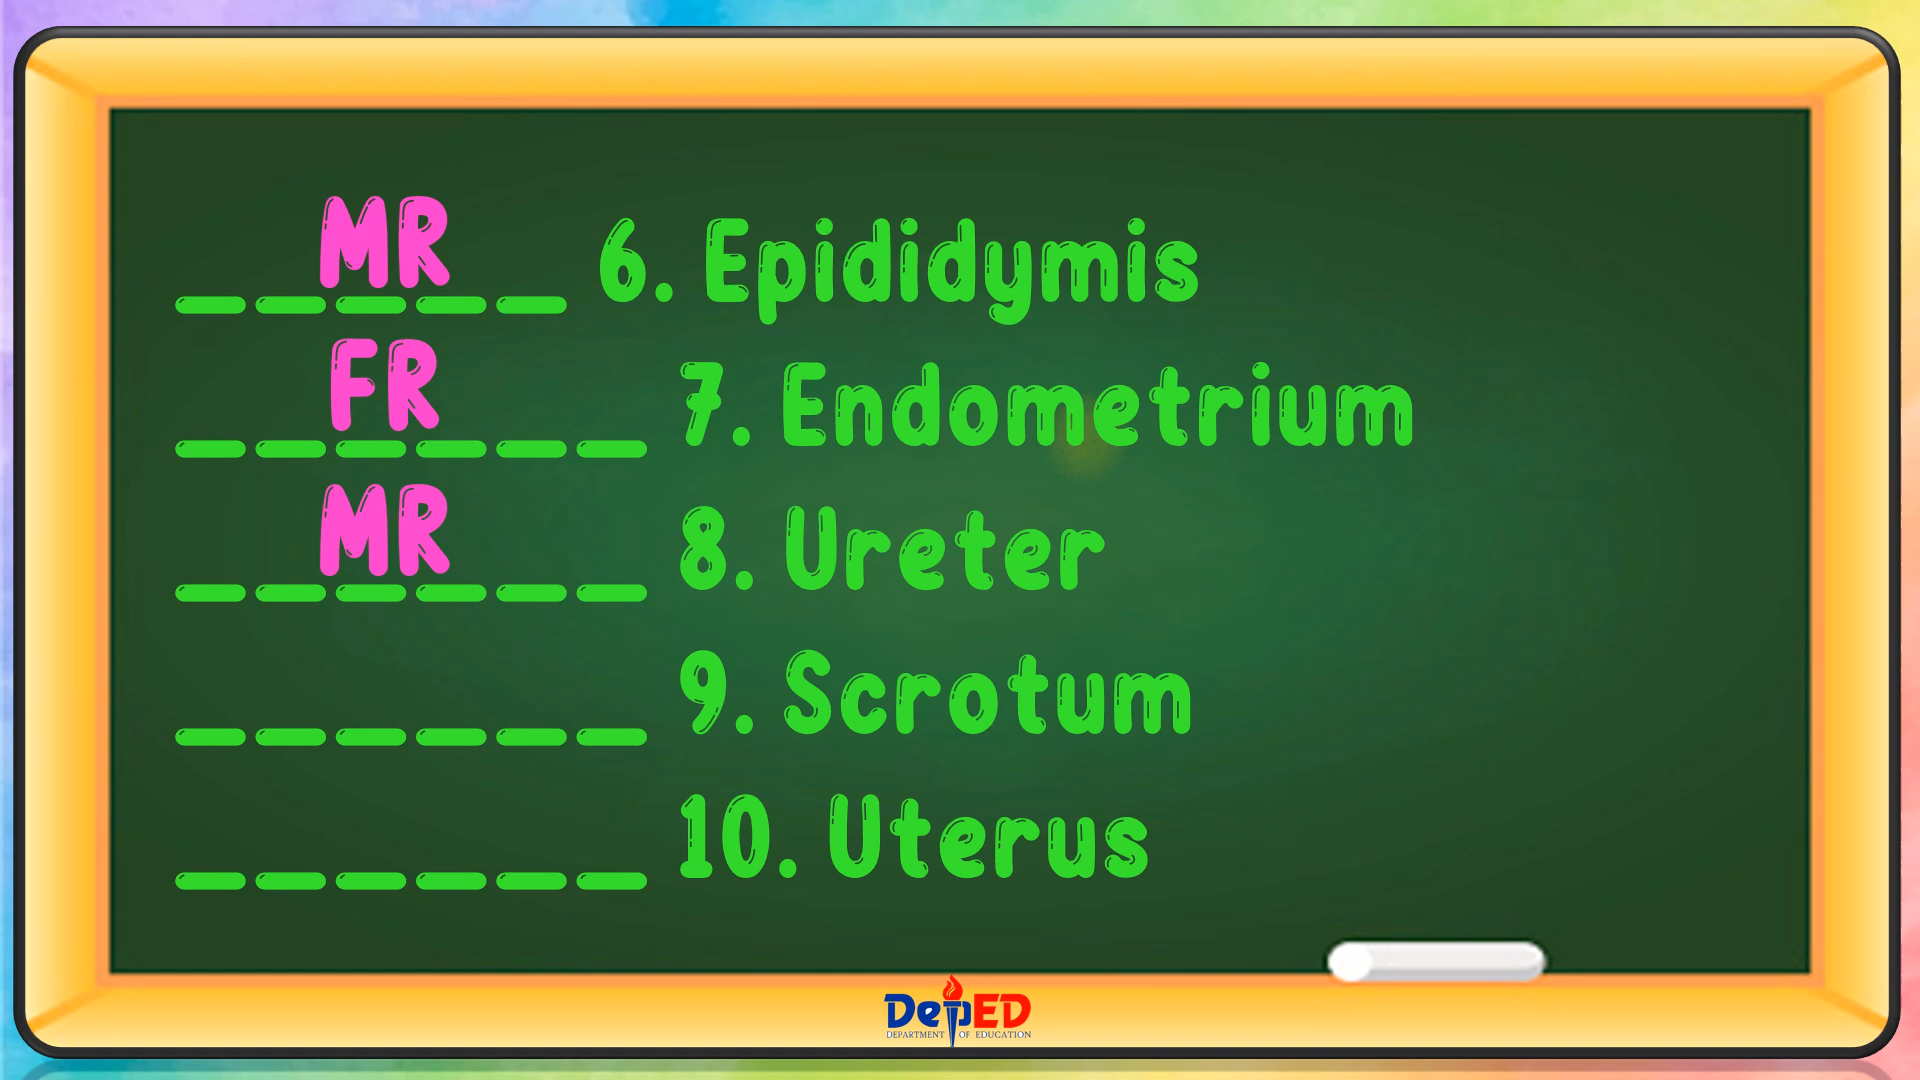 MR 6. Epididymis
FR 7. Endometrium
MR 8. Ureter
9. Scrotum
10. Uterus
DepED
DEPARTMENT OF EDUCATION